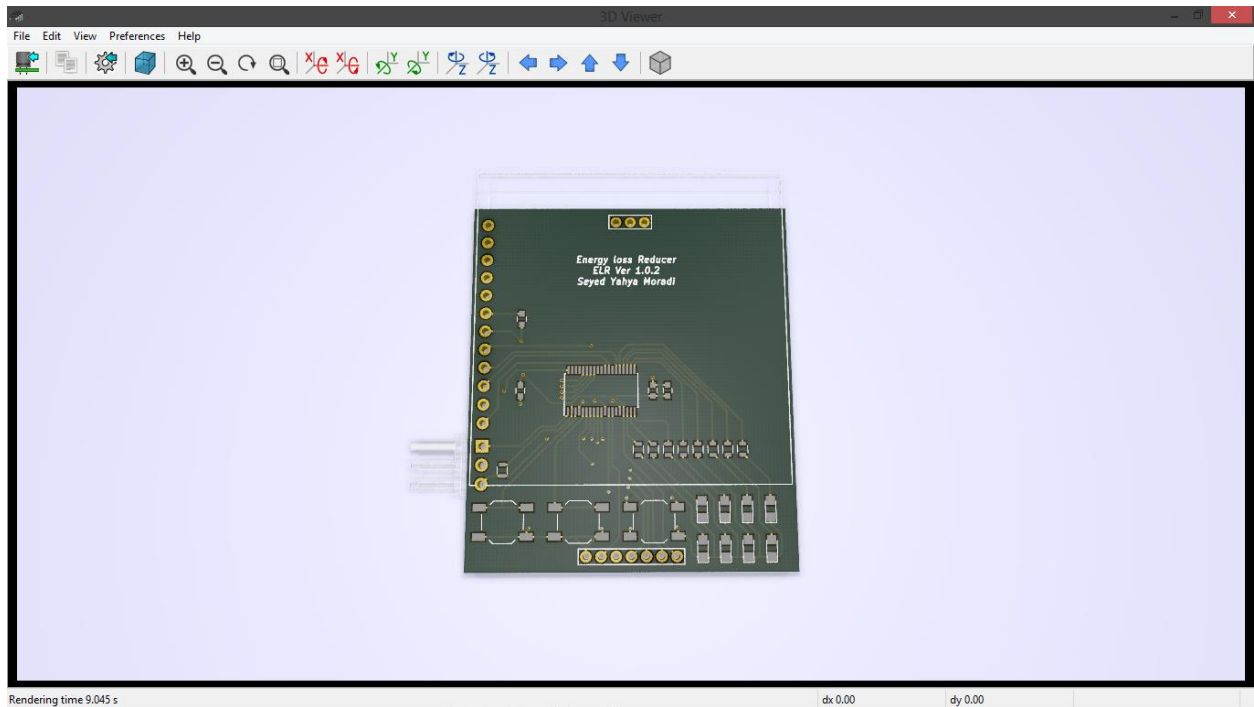 3D Viewer
File Edit View Preferences Help
Energy loss Reducer
ELR Ver 1.0.2
Seyed Yahya Moradi
Rendering time 9.045 s
dx 0.00
dy 0.00